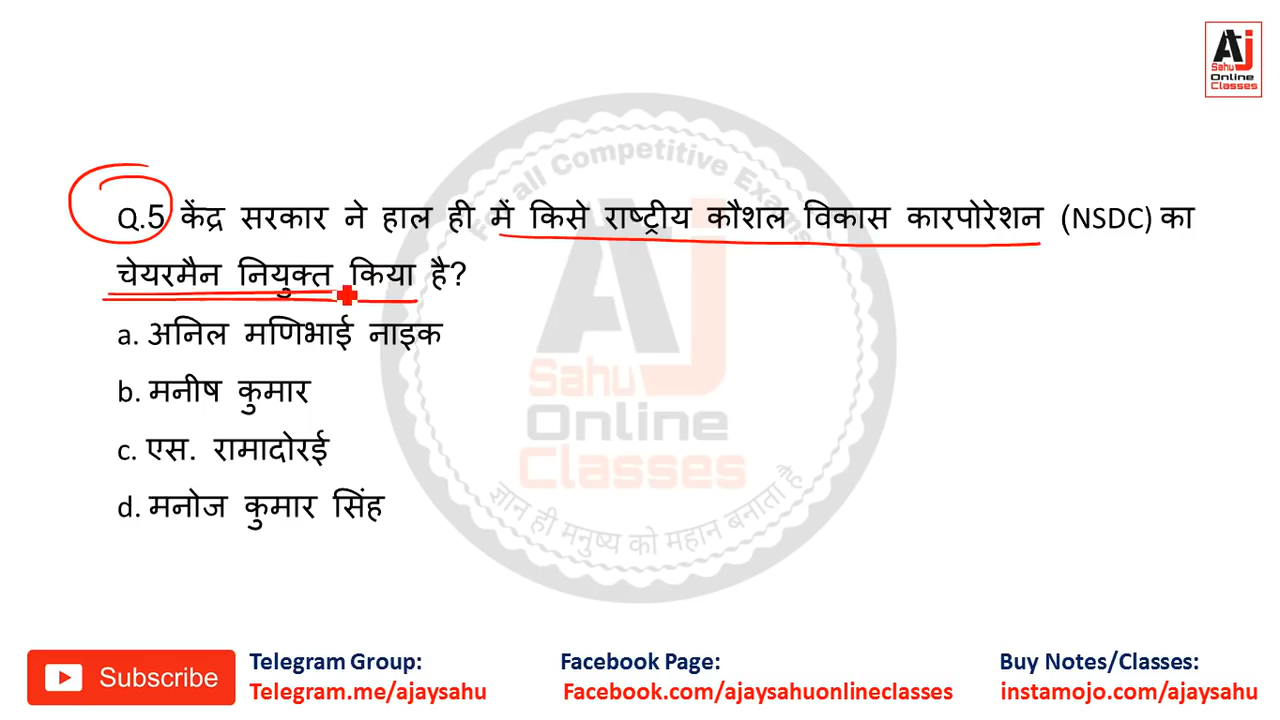 Aj
Sahu
Online
Classes
For all Competitive Exams
Q.5 केंद्र सरकार ने हाल ही में किसे राष्ट्रीय कौशल विकास कारपोरेशन (NSDC) का
चेयरमैन नियुक्त किया है?
a. अनिल मणिभाई नाइक
b. मनीष कुमार
c. एस. रामादोरई
d. मनोज कुमार सिंह
AJ
Sahu
Online
Classes
ज्ञान ही मनुष्य को महान बनाता है
Subscribe
Telegram Group:
Telegram.me/ajaysahu
Facebook Page:
Facebook.com/ajaysahuonlineclasses
Buy Notes/Classes:
instamojo.com/ajaysahu